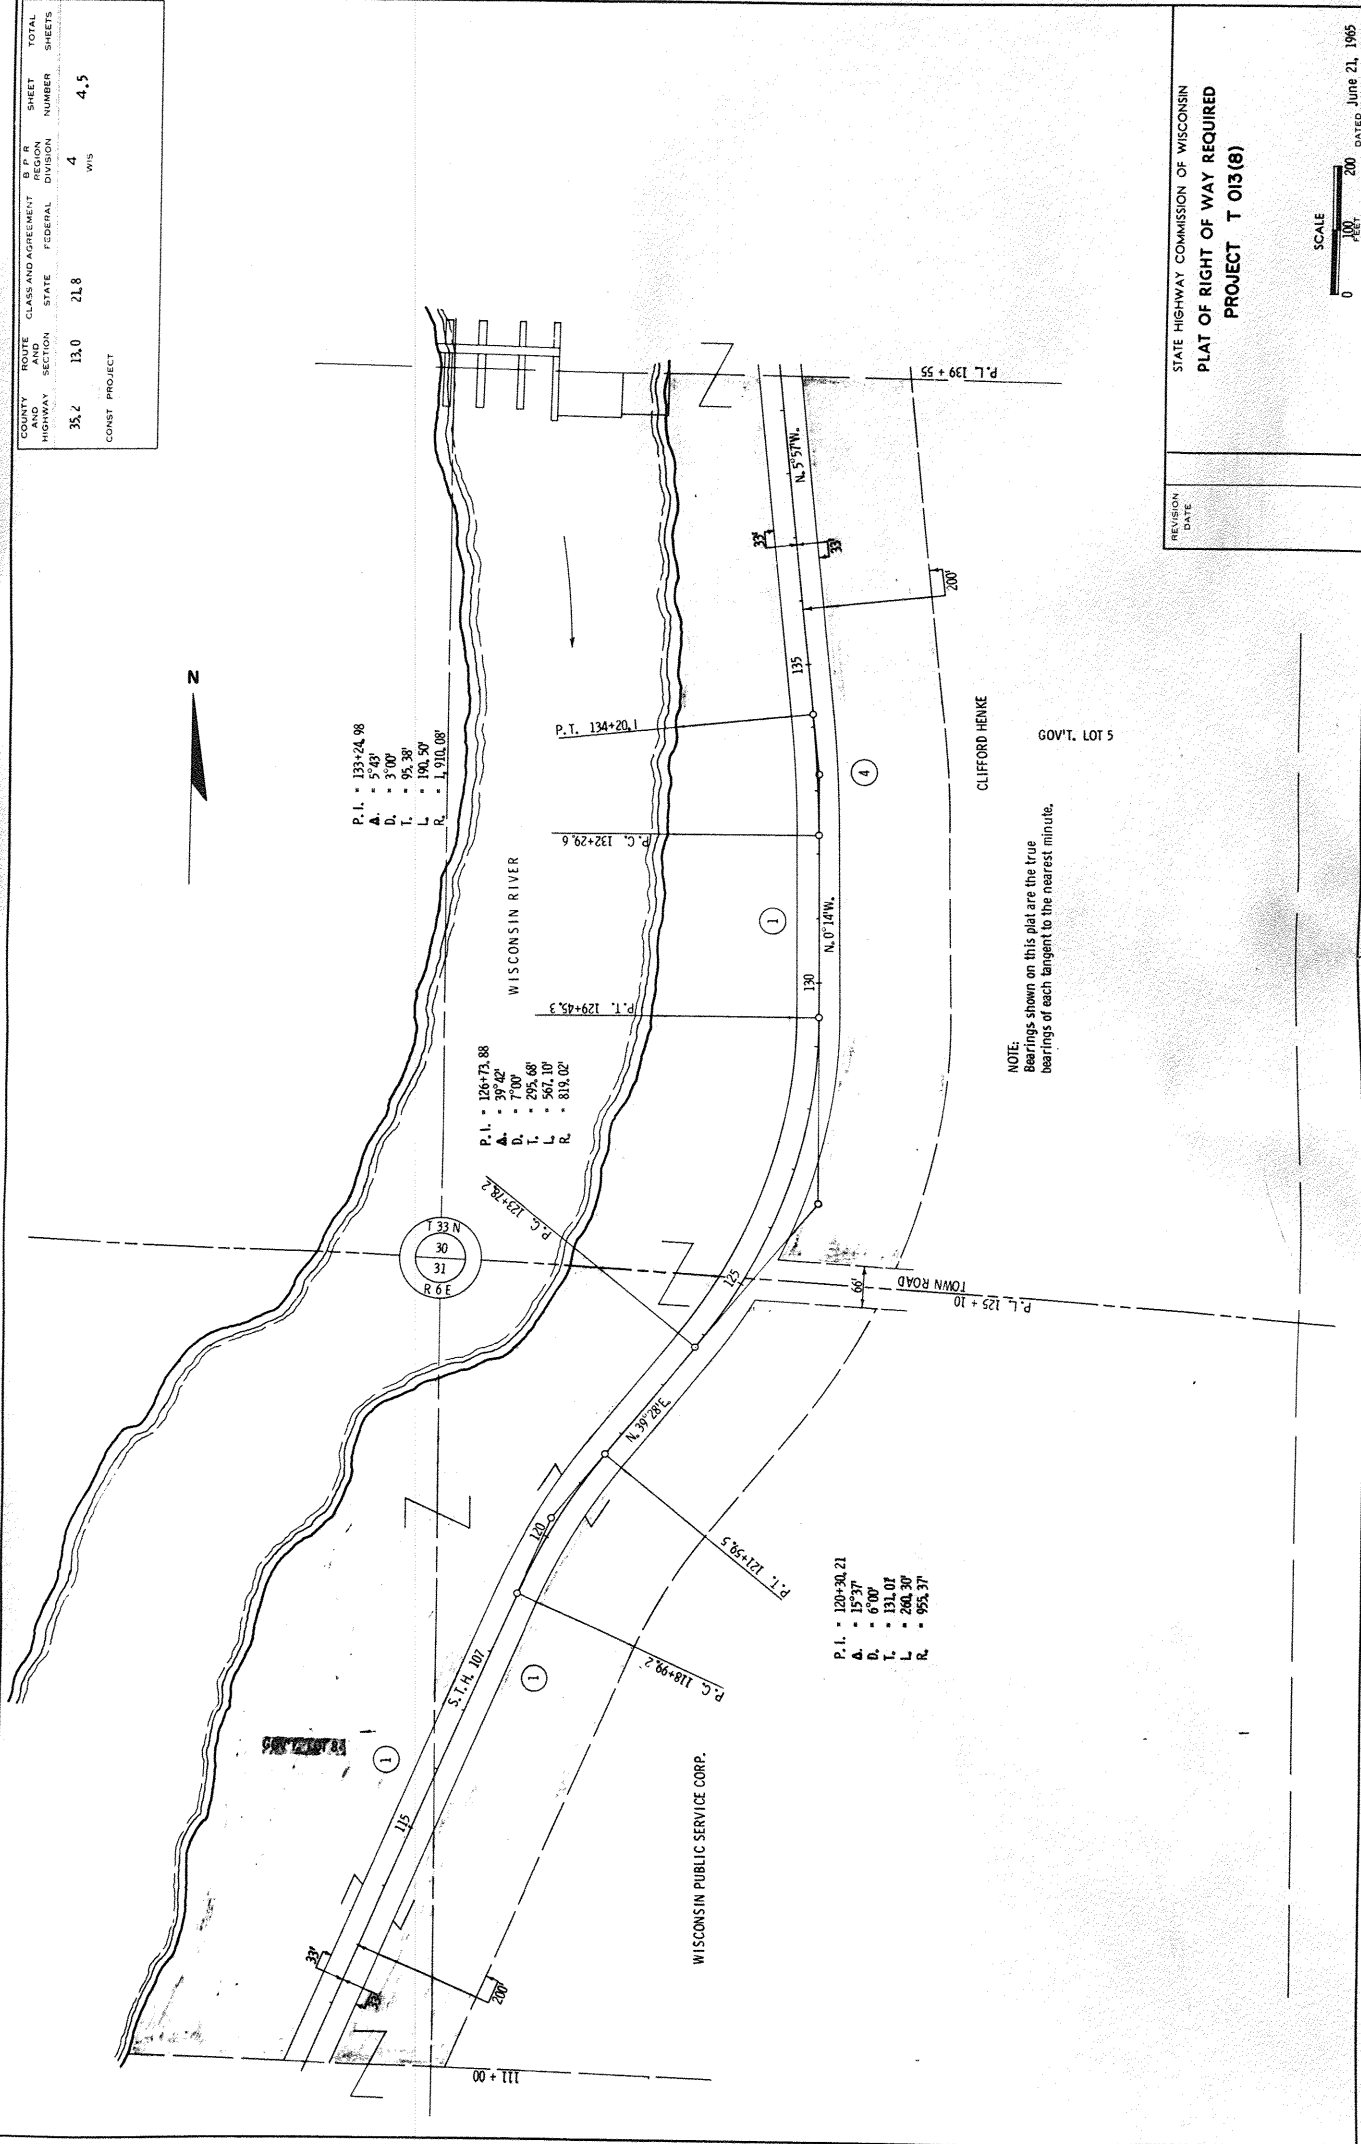 COUNTY AND HIGHWAY
ROUTE AND SECTION
CLASS AND AGREEMENT
STATE FEDERAL
B P R REGION DIVISION
SHEET NUMBER
TOTAL SHEETS
35.2 13.0 21.8 4 4.5
WIS
CONST PROJECT
N
P.I. = 133+24.98
Δ. = 5°43'
D. = 3°00'
T. = 95.38'
L. = 190.50'
R. = 1,910.08'
P.I. = 126+73.88
Δ. = 39°42'
D. = 7°00'
T. = 295.68'
L. = 567.10'
R. = 819.02'
WISCONSIN RIVER
T 33 N
30
31
R 6 E
P.C. 123+78.2
P.T. 129+45.3
P.C. 132+29.6
P.T. 134+20.1
P.L. 139 + 55
N. 5°57'W.
33'
33'
200'
135
4
1
N. 0°14'W.
130
CLIFFORD HENKE
GOV'T. LOT 5
NOTE:
Bearings shown on this plat are the true
bearings of each tangent to the nearest minute.
125
66'
TOWN ROAD
P.L. 125 + 10
N. 39°28'E.
120
P.T. 121+59.5
P.C. 118+99.2
P.I. = 120+30.21
Δ. = 15°37'
D. = 6°00'
T. = 131.01'
L. = 260.30'
R. = 955.37'
S.T.H. 107
1
1
115
WISCONSIN PUBLIC SERVICE CORP.
33'
33'
200'
111 + 00
REVISION DATE
STATE HIGHWAY COMMISSION OF WISCONSIN
PLAT OF RIGHT OF WAY REQUIRED
PROJECT T 013(8)
SCALE
0 100 200
FEET
DATED June 21, 1965